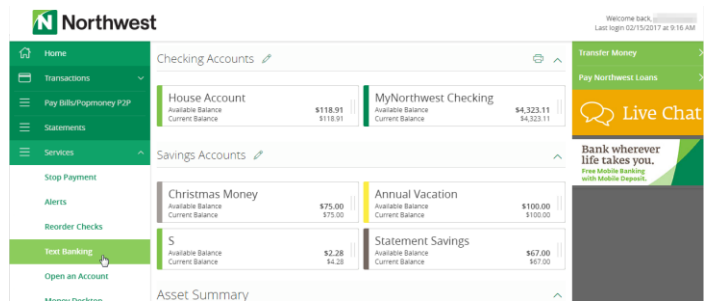 Northwest
Welcome back,
Last login 02/15/2017 at 9:16 AM
Home
Transactions
Pay Bills/Popmoney P2P
Statements
Services
Stop Payment
Alerts
Reorder Checks
Text Banking
Open an Account
Money Desktop
Checking Accounts
House Account
Available Balance $118.91
Current Balance $118.91
MyNorthwest Checking
Available Balance $4,323.11
Current Balance $4,323.11
Savings Accounts
Christmas Money
Available Balance $75.00
Current Balance $75.00
Annual Vacation
Available Balance $100.00
Current Balance $100.00
S
Available Balance $2.28
Current Balance $4.28
Statement Savings
Available Balance $67.00
Current Balance $67.00
Asset Summary
Transfer Money
Pay Northwest Loans
Live Chat
Bank wherever
life takes you.
Free Mobile Banking
with Mobile Deposit.